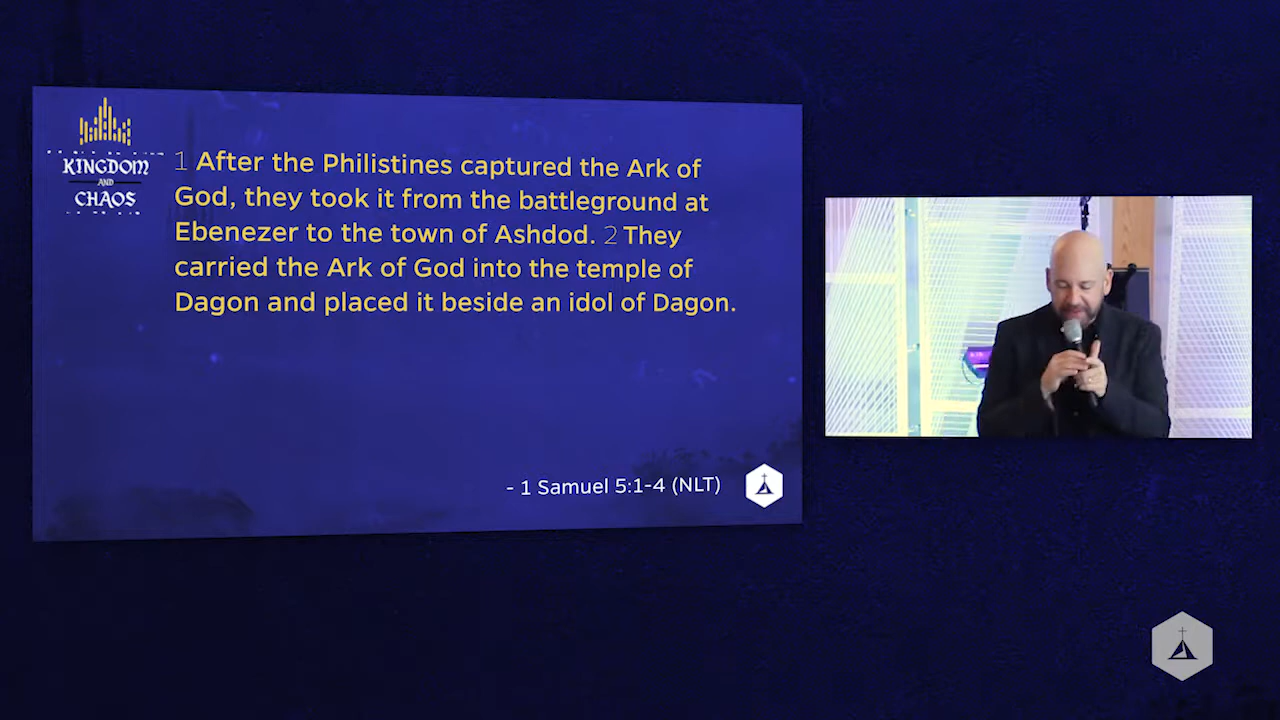 KINGDOM
AND
CHAOS
1 After the Philistines captured the Ark of
God, they took it from the battleground at
Ebenezer to the town of Ashdod. 2 They
carried the Ark of God into the temple of
Dagon and placed it beside an idol of Dagon.
- 1 Samuel 5:1-4 (NLT)